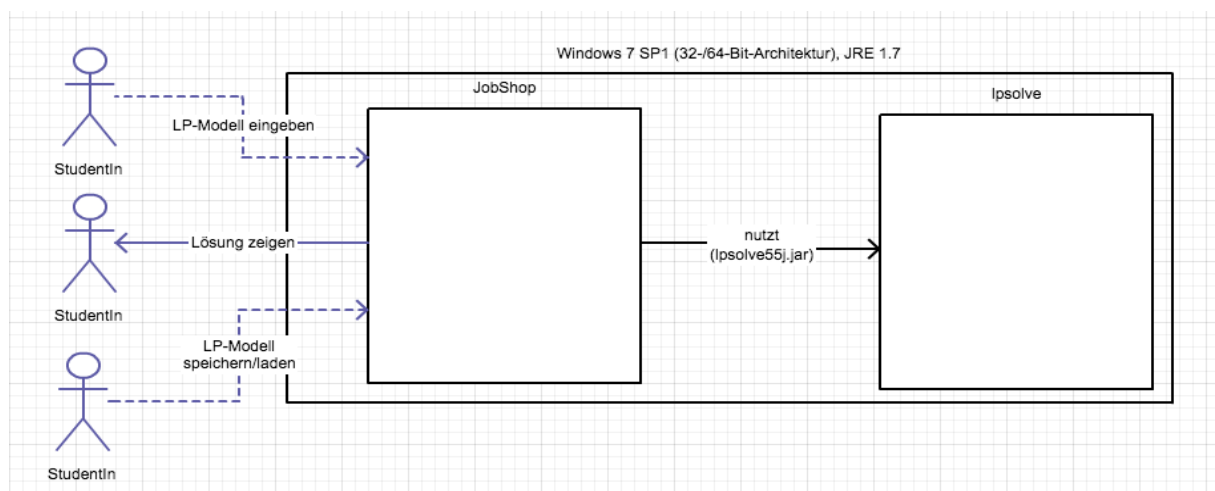 Windows 7 SP1 (32-/64-Bit-Architektur), JRE 1.7
JobShop
lpsolve
LP-Modell eingeben
StudentIn
Lösung zeigen
nutzt
(lpsolve55j.jar)
StudentIn
LP-Modell
speichern/laden
StudentIn